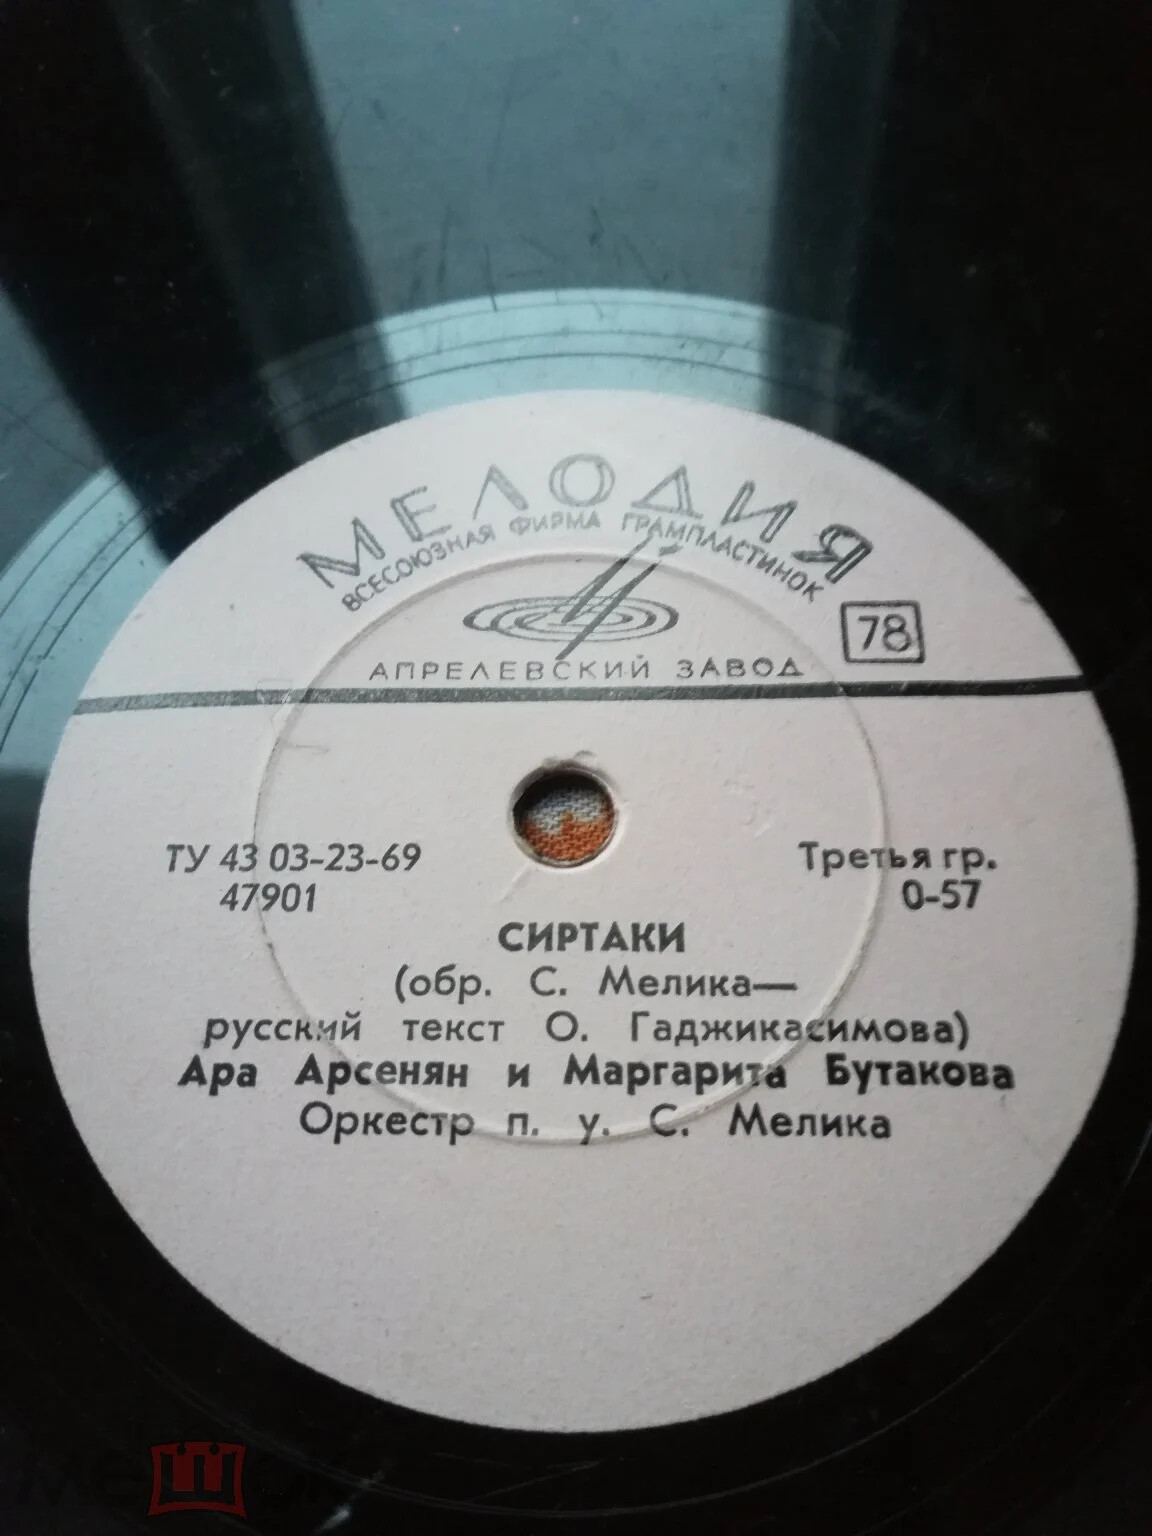 МЕЛОДИЯ
ВСЕСОЮЗНАЯ ФИРМА ГРАМПЛАСТИНОК
78
АПРЕЛЕВСКИЙ ЗАВОД
ТУ 43 03-23-69
47901
Третья гр.
0-57
СИРТАКИ
(обр. С. Мелика—
русский текст О. Гаджикасимова)
Ара Арсенян и Маргарита Бутакова
Оркестр п. у. С. Мелика